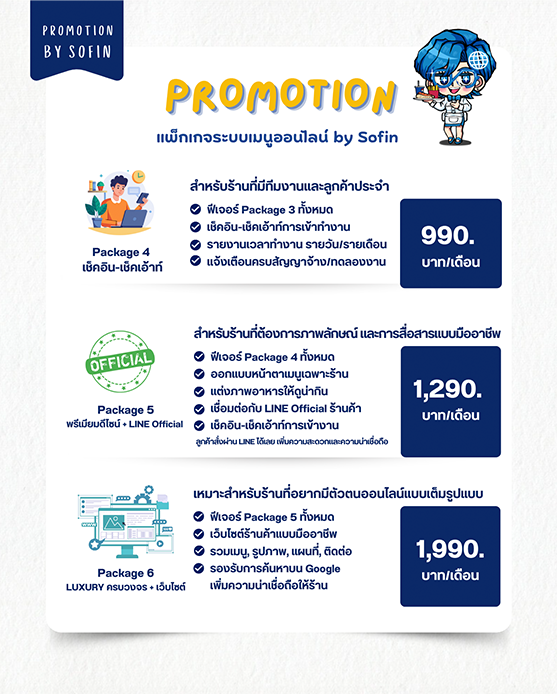 PROMOTION
BY SOFIN
PROMOTION
แพ็กเกจระบบเมนูออนไลน์ by Sofin
สำหรับร้านที่มีทีมงานและลูกค้าประจำ
ฟีเจอร์ Package 3 ทั้งหมด
เช็คอิน-เช็คเอ้าท์การเข้าทำงาน
รายงานเวลาทำงาน รายวัน/รายเดือน
แจ้งเตือนครบสัญญาจ้าง/ทดลองงาน
Package 4
เช็คอิน-เช็คเอ้าท์
990.
บาท/เดือน
สำหรับร้านที่ต้องการภาพลักษณ์ และการสื่อสารแบบมืออาชีพ
OFFICIAL
ฟีเจอร์ Package 4 ทั้งหมด
ออกแบบหน้าตาเมนูเฉพาะร้าน
แต่งภาพอาหารให้ดูน่ากิน
เชื่อมต่อกับ LINE Official ร้านค้า
เช็คอิน-เช็คเอ้าท์การเข้างาน
ลูกค้าสั่งผ่าน LINE ได้เลย เพิ่มความสะดวกและความน่าเชื่อถือ
Package 5
พรีเมียมดีไซน์ + LINE Official
1,290.
บาท/เดือน
เหมาะสำหรับร้านที่อยากมีตัวตนออนไลน์แบบเต็มรูปแบบ
ฟีเจอร์ Package 5 ทั้งหมด
เว็บไซต์ร้านค้าแบบมืออาชีพ
รวมเมนู, รูปภาพ, แผนที่, ติดต่อ
รองรับการค้นหาบน Google
เพิ่มความน่าเชื่อถือให้ร้าน
Package 6
LUXURY ครบวงจร + เว็บไซต์
1,990.
บาท/เดือน